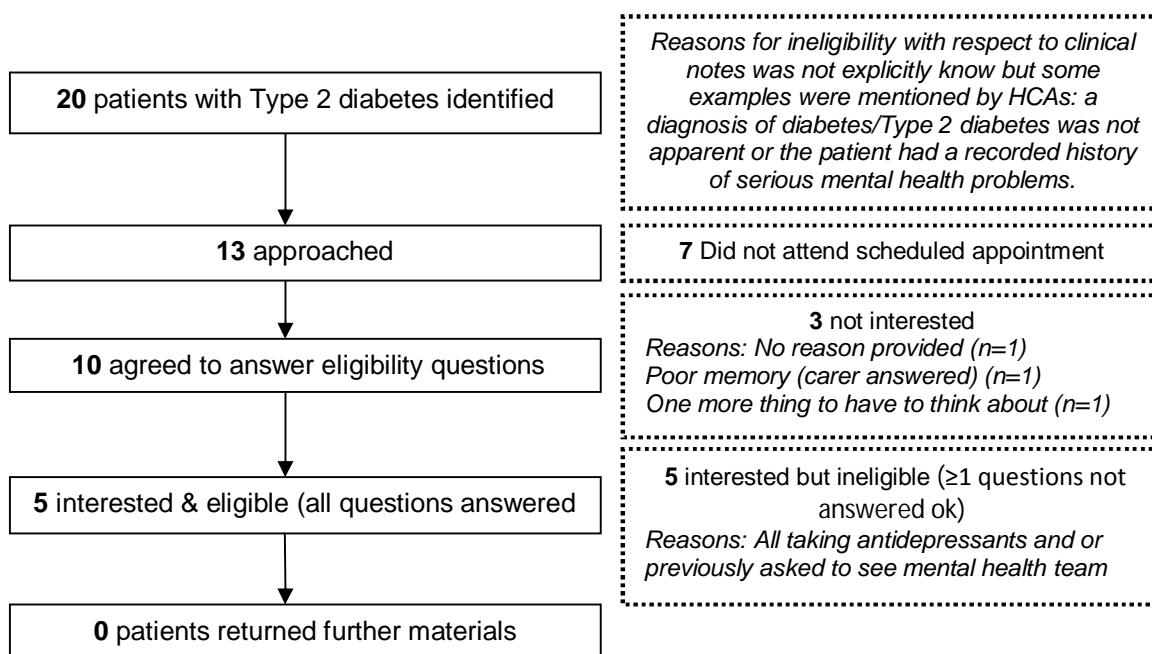 20 patients with Type 2 diabetes identified
Reasons for ineligibility with respect to clinical
notes was not explicitly know but some
examples were mentioned by HCAs: a
diagnosis of diabetes/Type 2 diabetes was not
apparent or the patient had a recorded history
of serious mental health problems.
13 approached
7 Did not attend scheduled appointment
10 agreed to answer eligibility questions
3 not interested
Reasons: No reason provided (n=1)
Poor memory (carer answered) (n=1)
One more thing to have to think about (n=1)
5 interested & eligible (all questions answered
5 interested but ineligible (≥1 questions not
answered ok)
Reasons: All taking antidepressants and or
previously asked to see mental health team
0 patients returned further materials